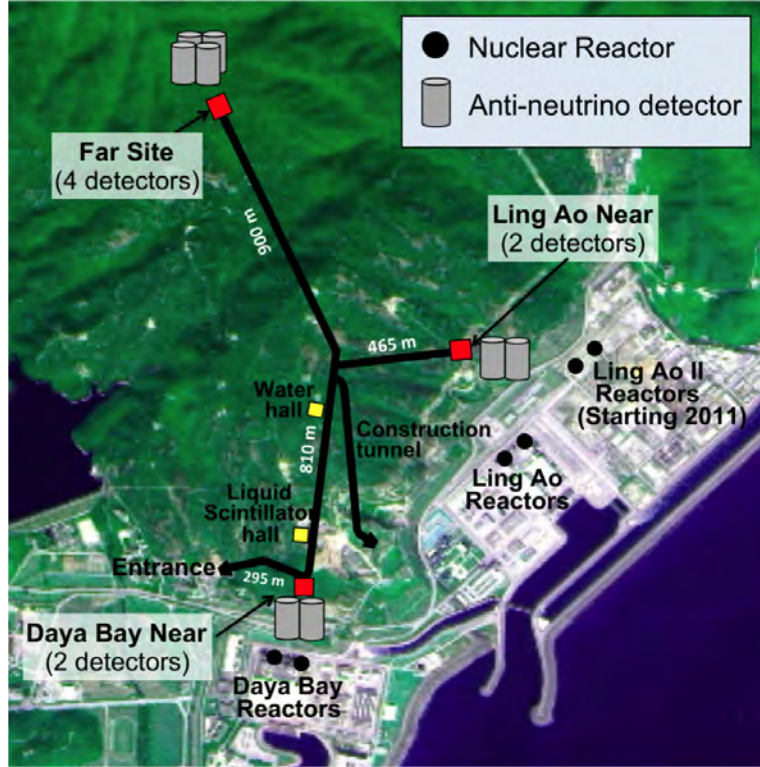 Nuclear Reactor
Anti-neutrino detector
Far Site
(4 detectors)
900 m
Ling Ao Near
(2 detectors)
465 m
Ling Ao II
Reactors
(Starting 2011)
Water
hall
810 m
Construction
tunnel
Ling Ao
Reactors
Liquid
Scintillator
hall
Entrance
295 m
Daya Bay Near
(2 detectors)
Daya Bay
Reactors